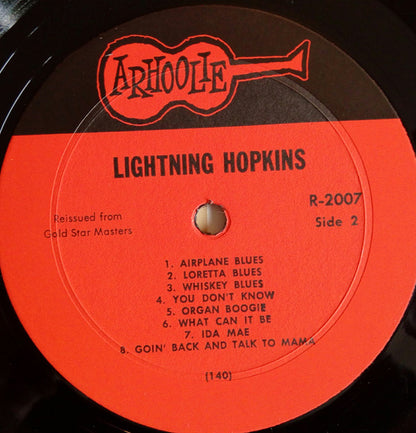 ARHOOLIE
LIGHTNING HOPKINS
R-2007
Side 2
Reissued from
Gold Star Masters
1. AIRPLANE BLUES
2. LORETTA BLUES
3. WHISKEY BLUES
4. YOU DON'T KNOW
5. ORGAN BOOGIE
6. WHAT CAN IT BE
7. IDA MAE
8. GOIN' BACK AND TALK TO MAMA
(140)